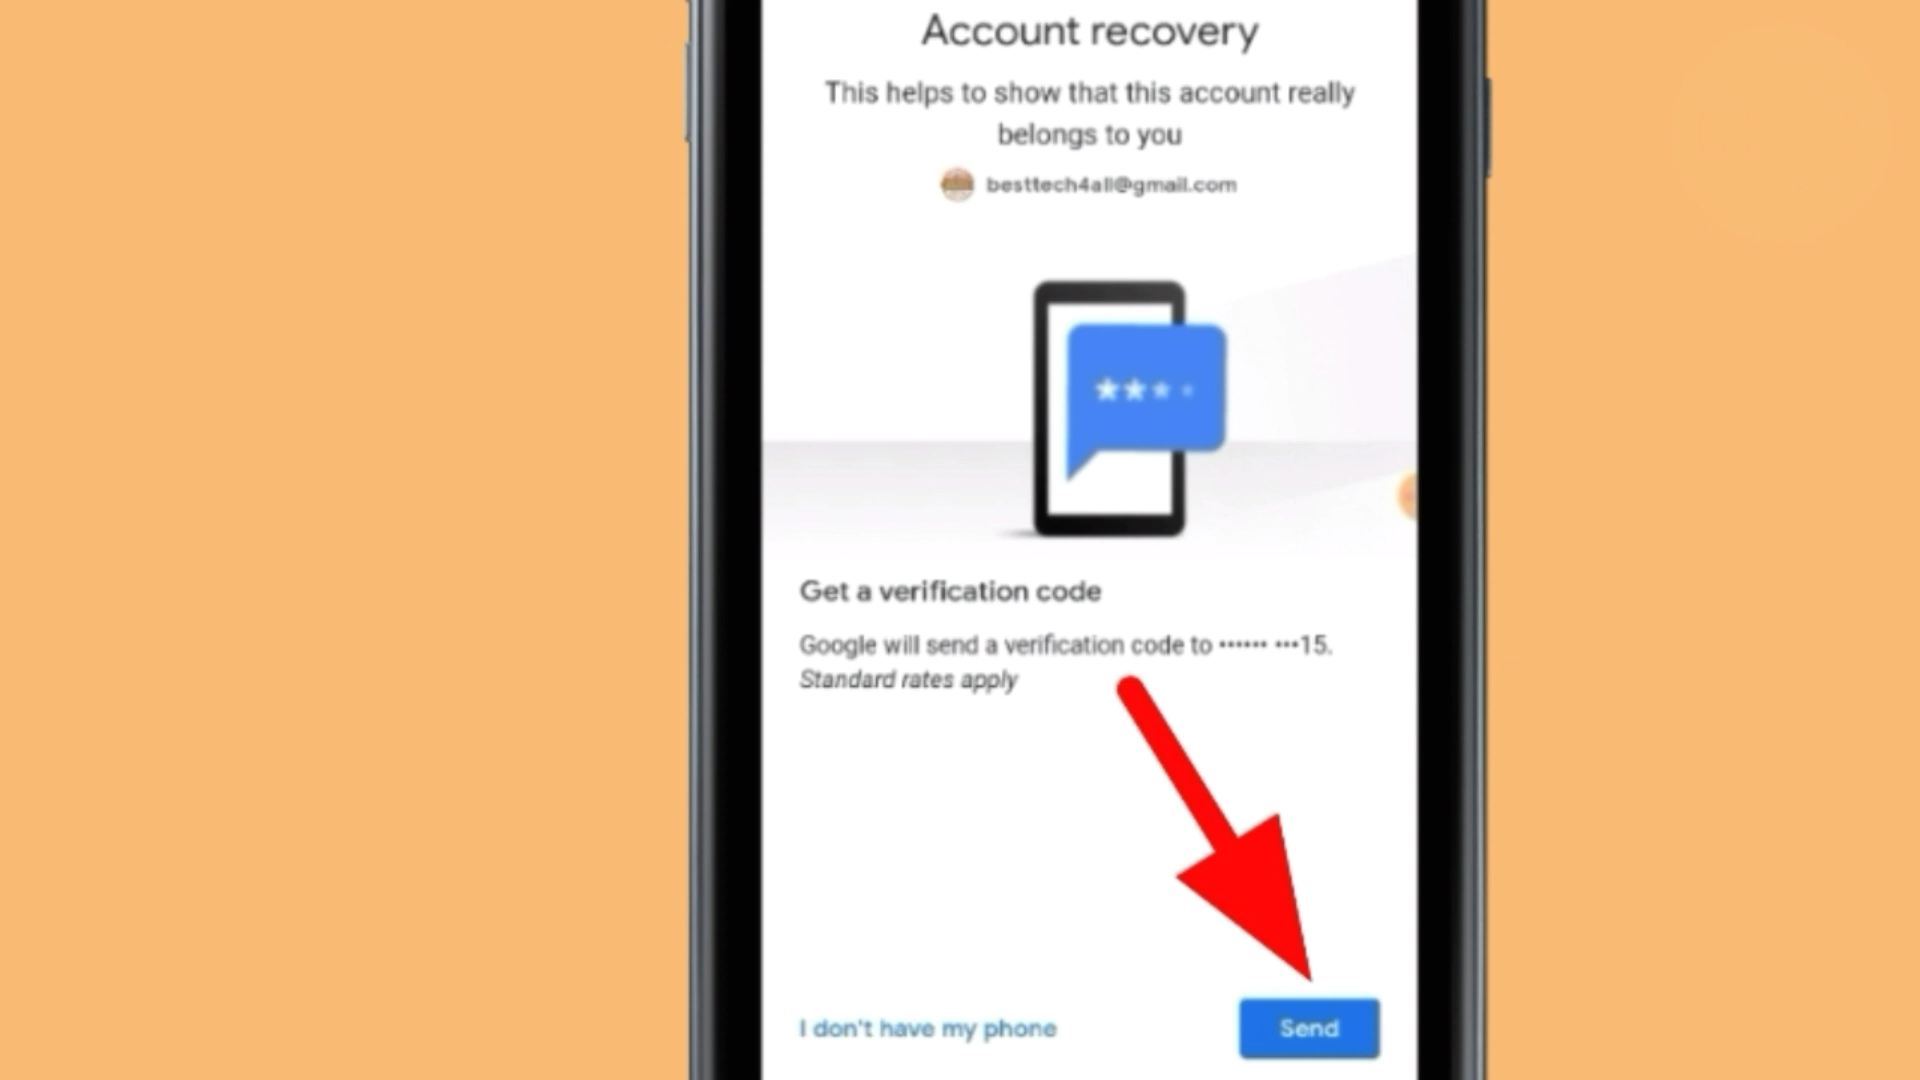 Account recovery
This helps to show that this account really
belongs to you
besttech4all@gmail.com
****
Get a verification code
Google will send a verification code to •••••• •••15.
Standard rates apply
I don't have my phone
Send